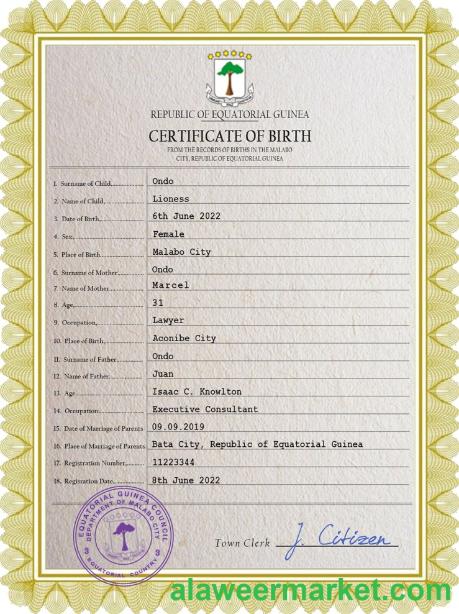 REPUBLIC OF EQUATORIAL GUINEA
CERTIFICATE OF BIRTH
FROM THE RECORDS OF BIRTHS IN THE MALABO
CITY, REPUBLIC OF EQUATORIAL GUINEA
1. Surname of Child, Ondo
2. Name of Child, Lioness
3. Date of Birth, 6th June 2022
4. Sex, Female
5. Place of Birth Malabo City
6. Surname of Mother, Ondo
7. Name of Mother Marcel
8. Age, 31
9. Occupation, Lawyer
10. Place of Birth, Aconibe City
11. Surname of Father: Ondo
12. Name of Father: Juan
13. Age Isaac C. Knowlton
14. Occupation: Executive Consultant
15. Date of Marriage of Parents 09.09.2019
16. Place of Marriage of Parents Bata City, Republic of Equatorial Guinea
17. Registration Number, 11223344
18. Registration Date, 8th June 2022
EQUATORIAL GUINEA COUNCIL
DEPARTMENT OF MALABO CITY
EQUATORIAL COUNTRY
Town Clerk J. Citizen
alaweermarket.com